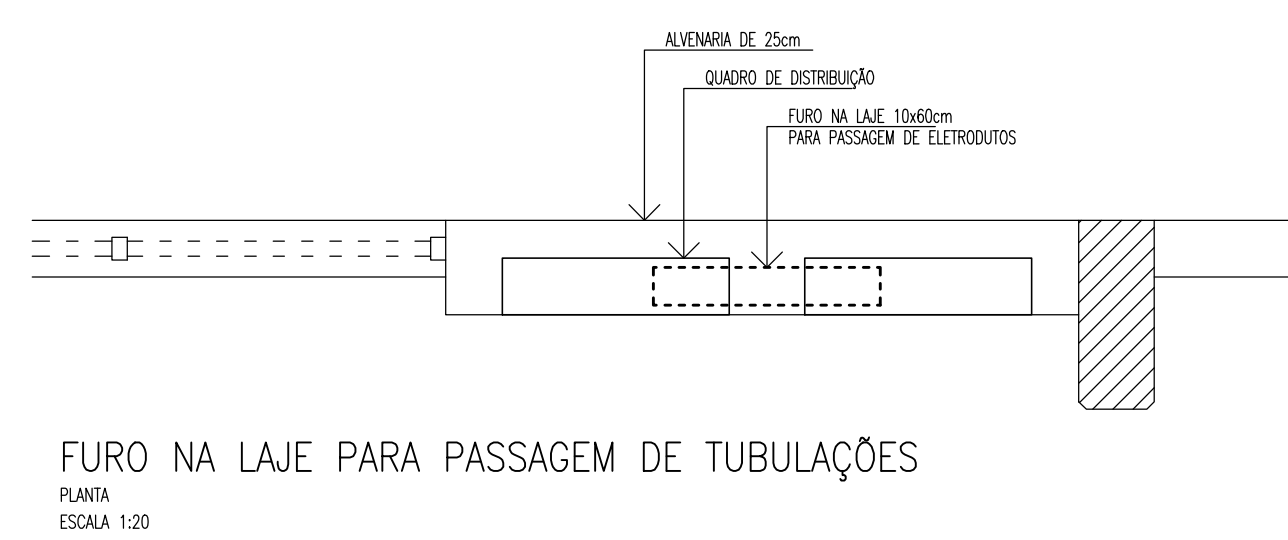 ALVENARIA DE 25cm
QUADRO DE DISTRIBUIÇÃO
FURO NA LAJE 10x60cm
PARA PASSAGEM DE ELETRODUTOS
FURO NA LAJE PARA PASSAGEM DE TUBULAÇÕES
PLANTA
ESCALA 1:20